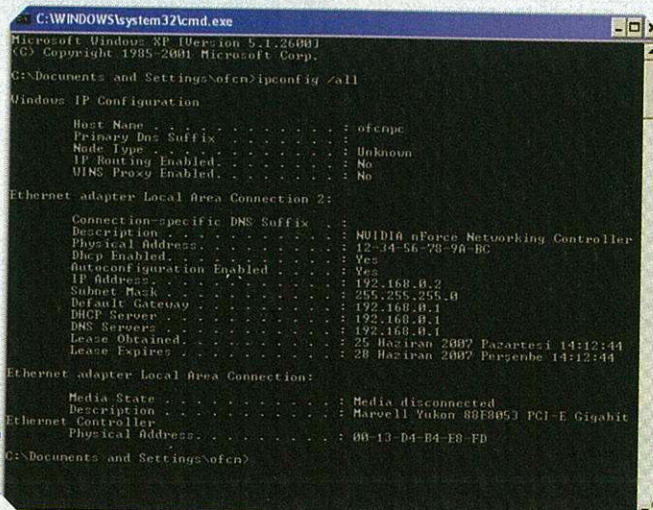 C:\WINDOWS\system32\cmd.exe
Microsoft Windows XP [Version 5.1.2600]
(C) Copyright 1985-2001 Microsoft Corp.
C:\Documents and Settings\ofcn>ipconfig /all
Windows IP Configuration
Host Name . . . . . . . . . . . . : ofcnpc
Primary Dns Suffix . . . . . . . :
Node Type . . . . . . . . . . . . : Unknown
IP Routing Enabled. . . . . . . . : No
WINS Proxy Enabled. . . . . . . . : No
Ethernet adapter Local Area Connection 2:
Connection-specific DNS Suffix . :
Description . . . . . . . . . . . : NVIDIA nForce Networking Controller
Physical Address. . . . . . . . . : 12-34-56-78-9A-BC
Dhcp Enabled. . . . . . . . . . . : Yes
Autoconfiguration Enabled . . . . : Yes
IP Address. . . . . . . . . . . . : 192.168.0.2
Subnet Mask . . . . . . . . . . . : 255.255.255.0
Default Gateway . . . . . . . . . : 192.168.0.1
DHCP Server . . . . . . . . . . . : 192.168.0.1
DNS Servers . . . . . . . . . . . : 192.168.0.1
Lease Obtained. . . . . . . . . . : 25 Haziran 2007 Pazartesi 14:12:44
Lease Expires . . . . . . . . . . : 28 Haziran 2007 Perşembe 14:12:44
Ethernet adapter Local Area Connection:
Media State . . . . . . . . . . . : Media disconnected
Description . . . . . . . . . . . : Marvell Yukon 88E8053 PCI-E Gigabit
Ethernet Controller
Physical Address. . . . . . . . . : 00-13-D4-B4-E8-FD
C:\Documents and Settings\ofcn>